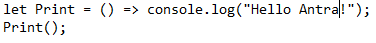 let Print = () => console.log("Hello Antra!");
Print();